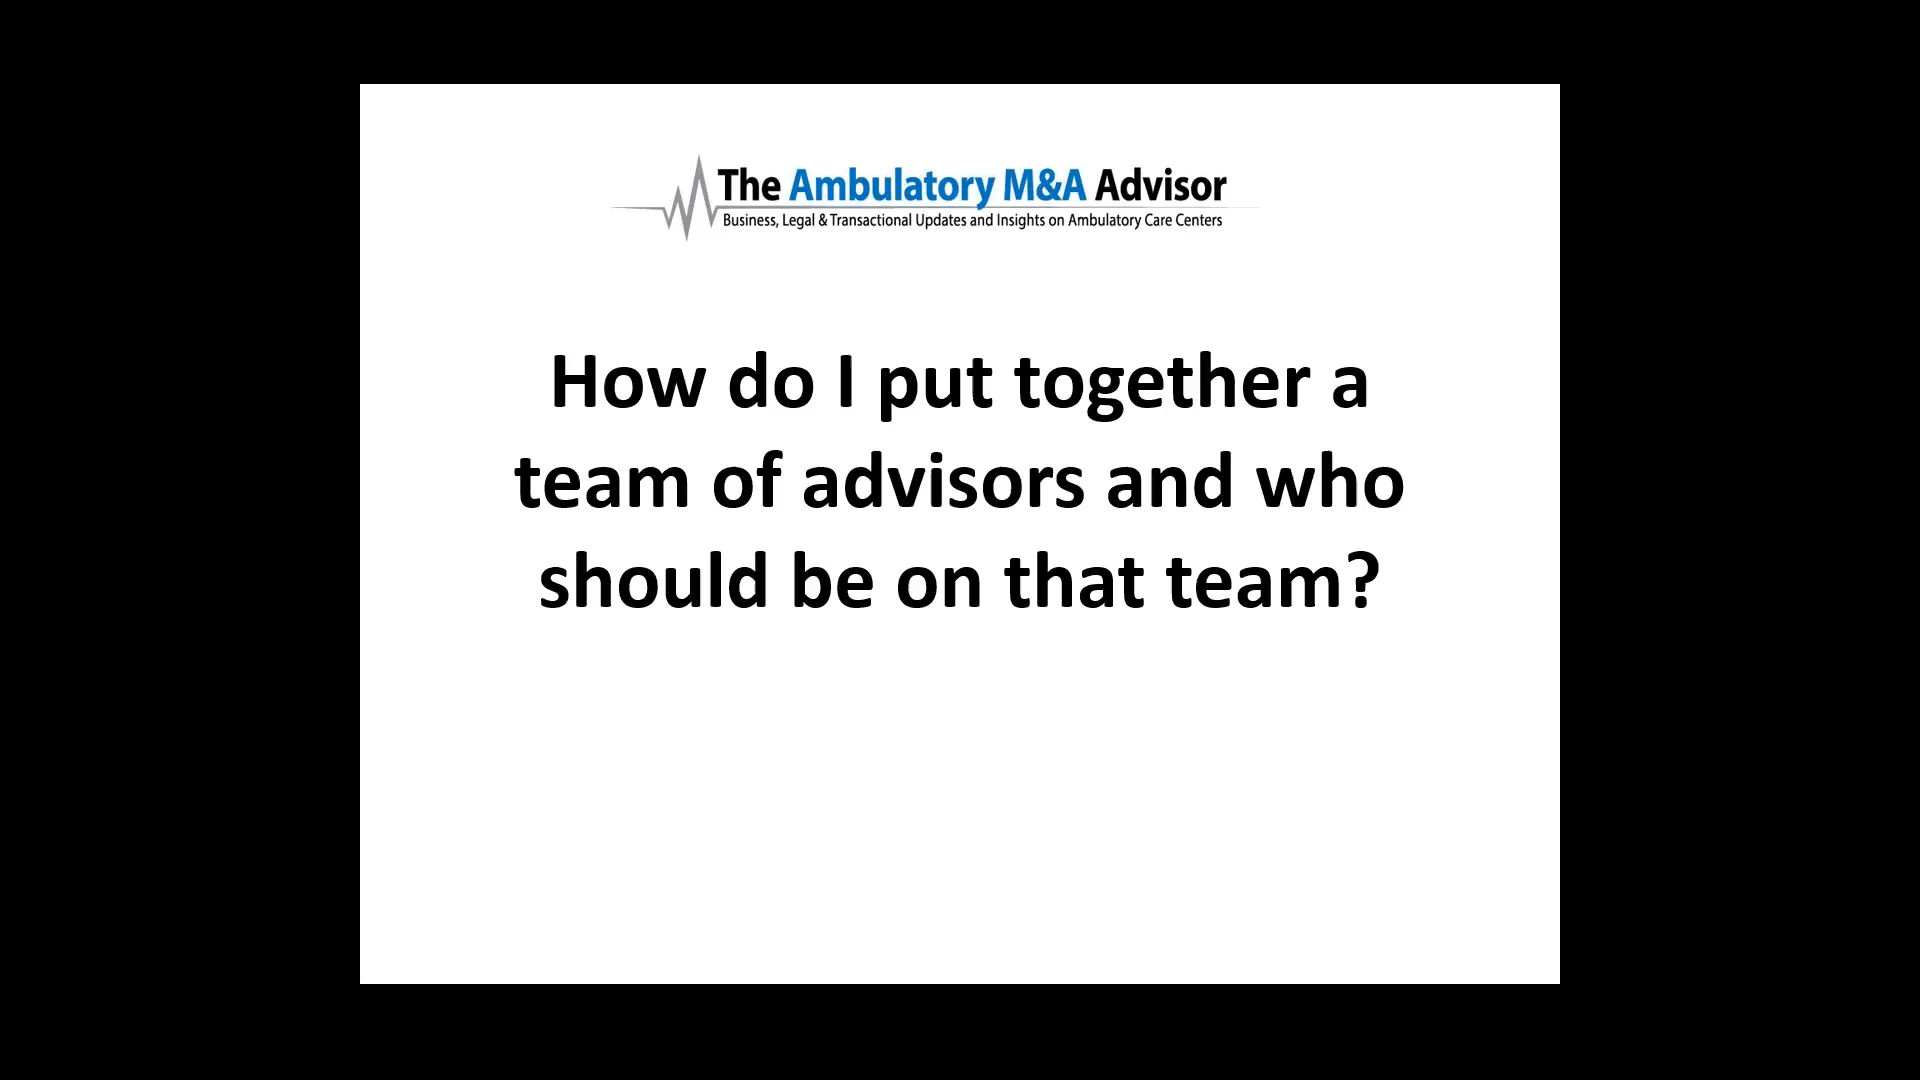 The Ambulatory M&A Advisor
Business, Legal & Transactional Updates and Insights on Ambulatory Care Centers
How do I put together a
team of advisors and who
should be on that team?